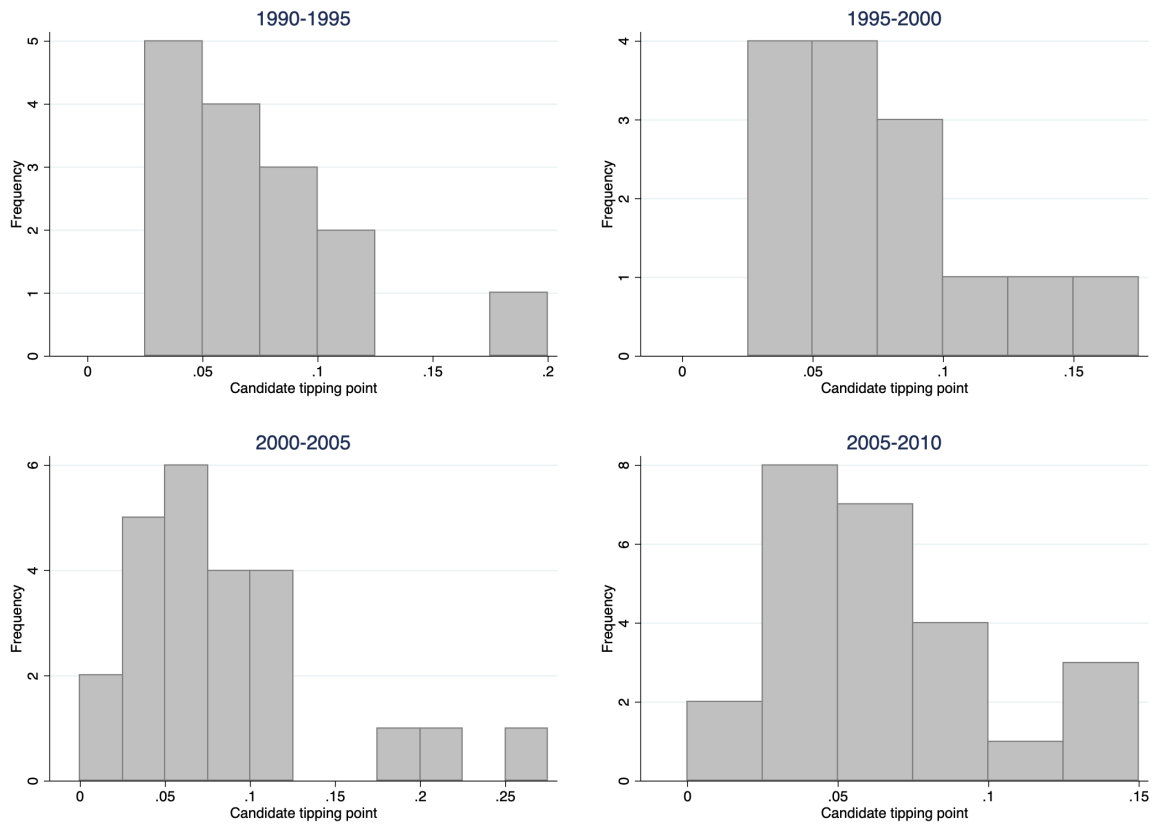 1990-1995
5
4
3
2
1
0
Frequency
0 .05 .1 .15 .2
Candidate tipping point
1995-2000
4
3
2
1
0
Frequency
0 .05 .1 .15
Candidate tipping point
2000-2005
6
4
2
0
Frequency
0 .05 .1 .15 .2 .25
Candidate tipping point
2005-2010
8
6
4
2
0
Frequency
0 .05 .1 .15
Candidate tipping point